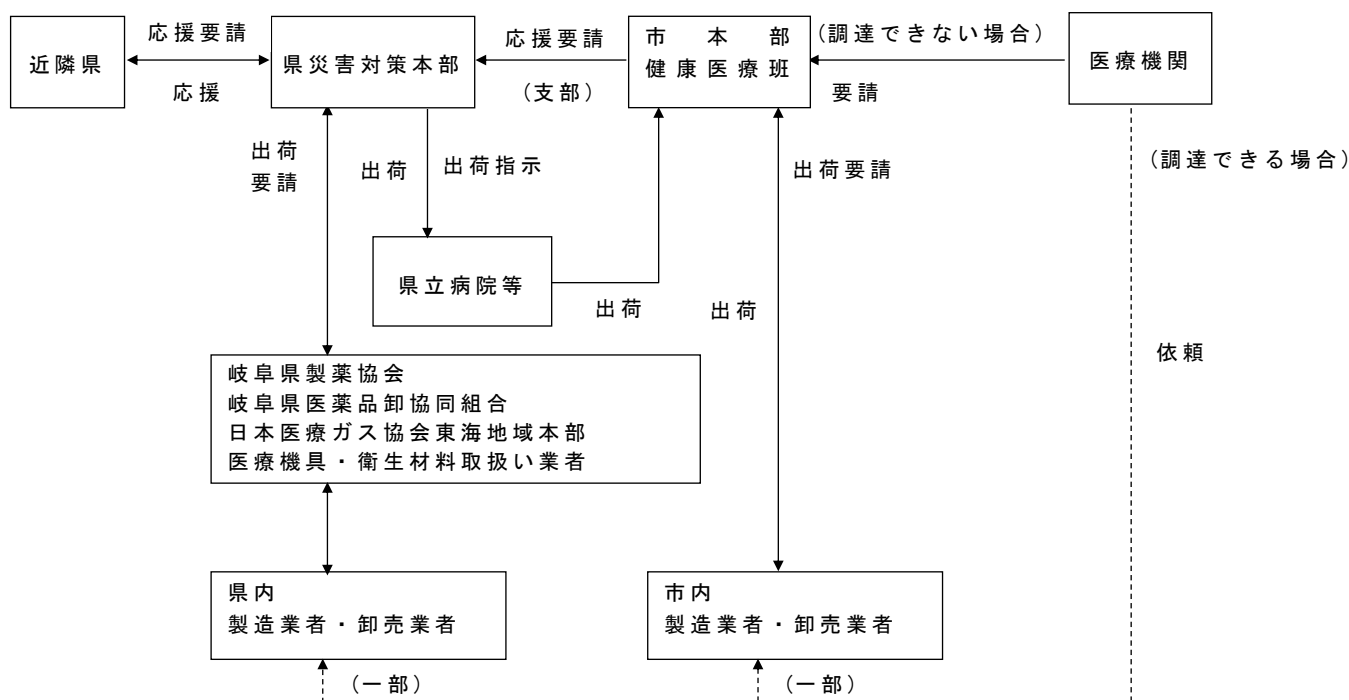 近隣県
応援要請
応援
県災害対策本部
応援要請
(支部)
市本部
健康医療班
(調達できない場合)
要請
医療機関
出荷
要請
出荷
出荷指示
出荷要請
(調達できる場合)
県立病院等
出荷
出荷
依頼
岐阜県製薬協会
岐阜県医薬品卸協同組合
日本医療ガス協会東海地域本部
医療機具・衛生材料取扱い業者
県内
製造業者・卸売業者
市内
製造業者・卸売業者
(一部)
(一部)